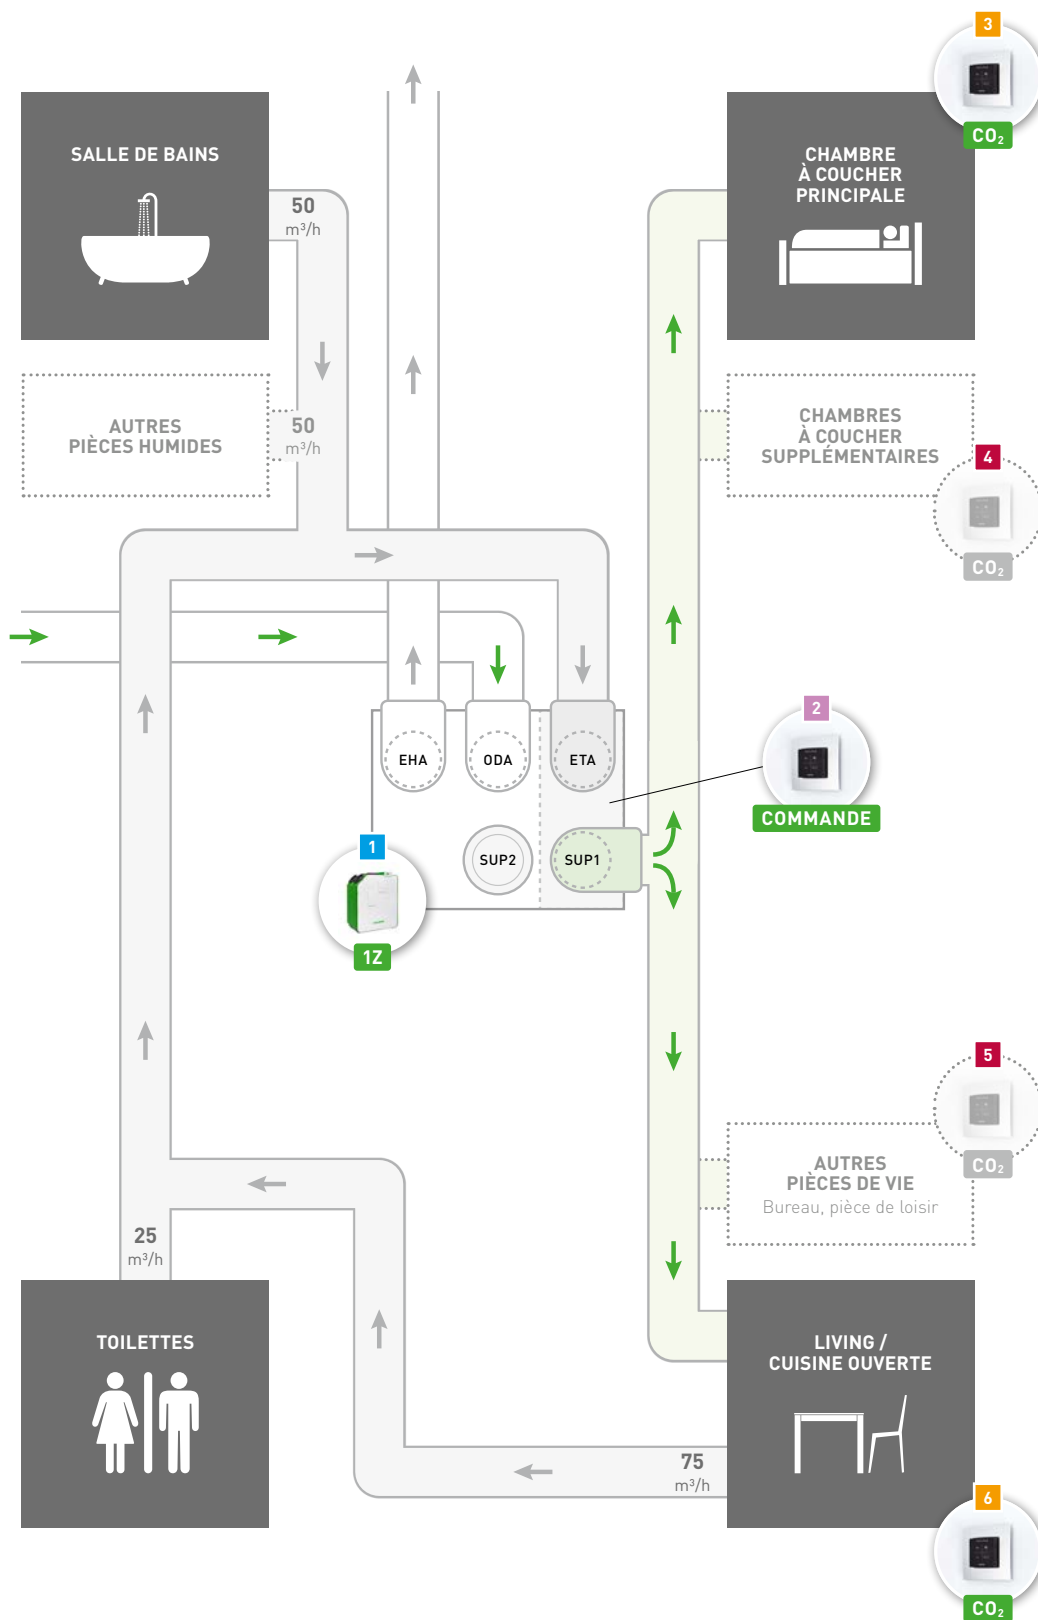 3
CO₂
SALLE DE BAINS
50
m³/h
CHAMBRE
À COUCHER
PRINCIPALE
AUTRES
PIÈCES HUMIDES
50
m³/h
CHAMBRES
À COUCHER
SUPPLÉMENTAIRES
4
CO₂
EHA
ODA
ETA
2
COMMANDE
SUP2
SUP1
1
1Z
5
CO₂
AUTRES
PIÈCES DE VIE
Bureau, pièce de loisir
25
m³/h
TOILETTES
LIVING /
CUISINE OUVERTE
75
m³/h
6
CO₂